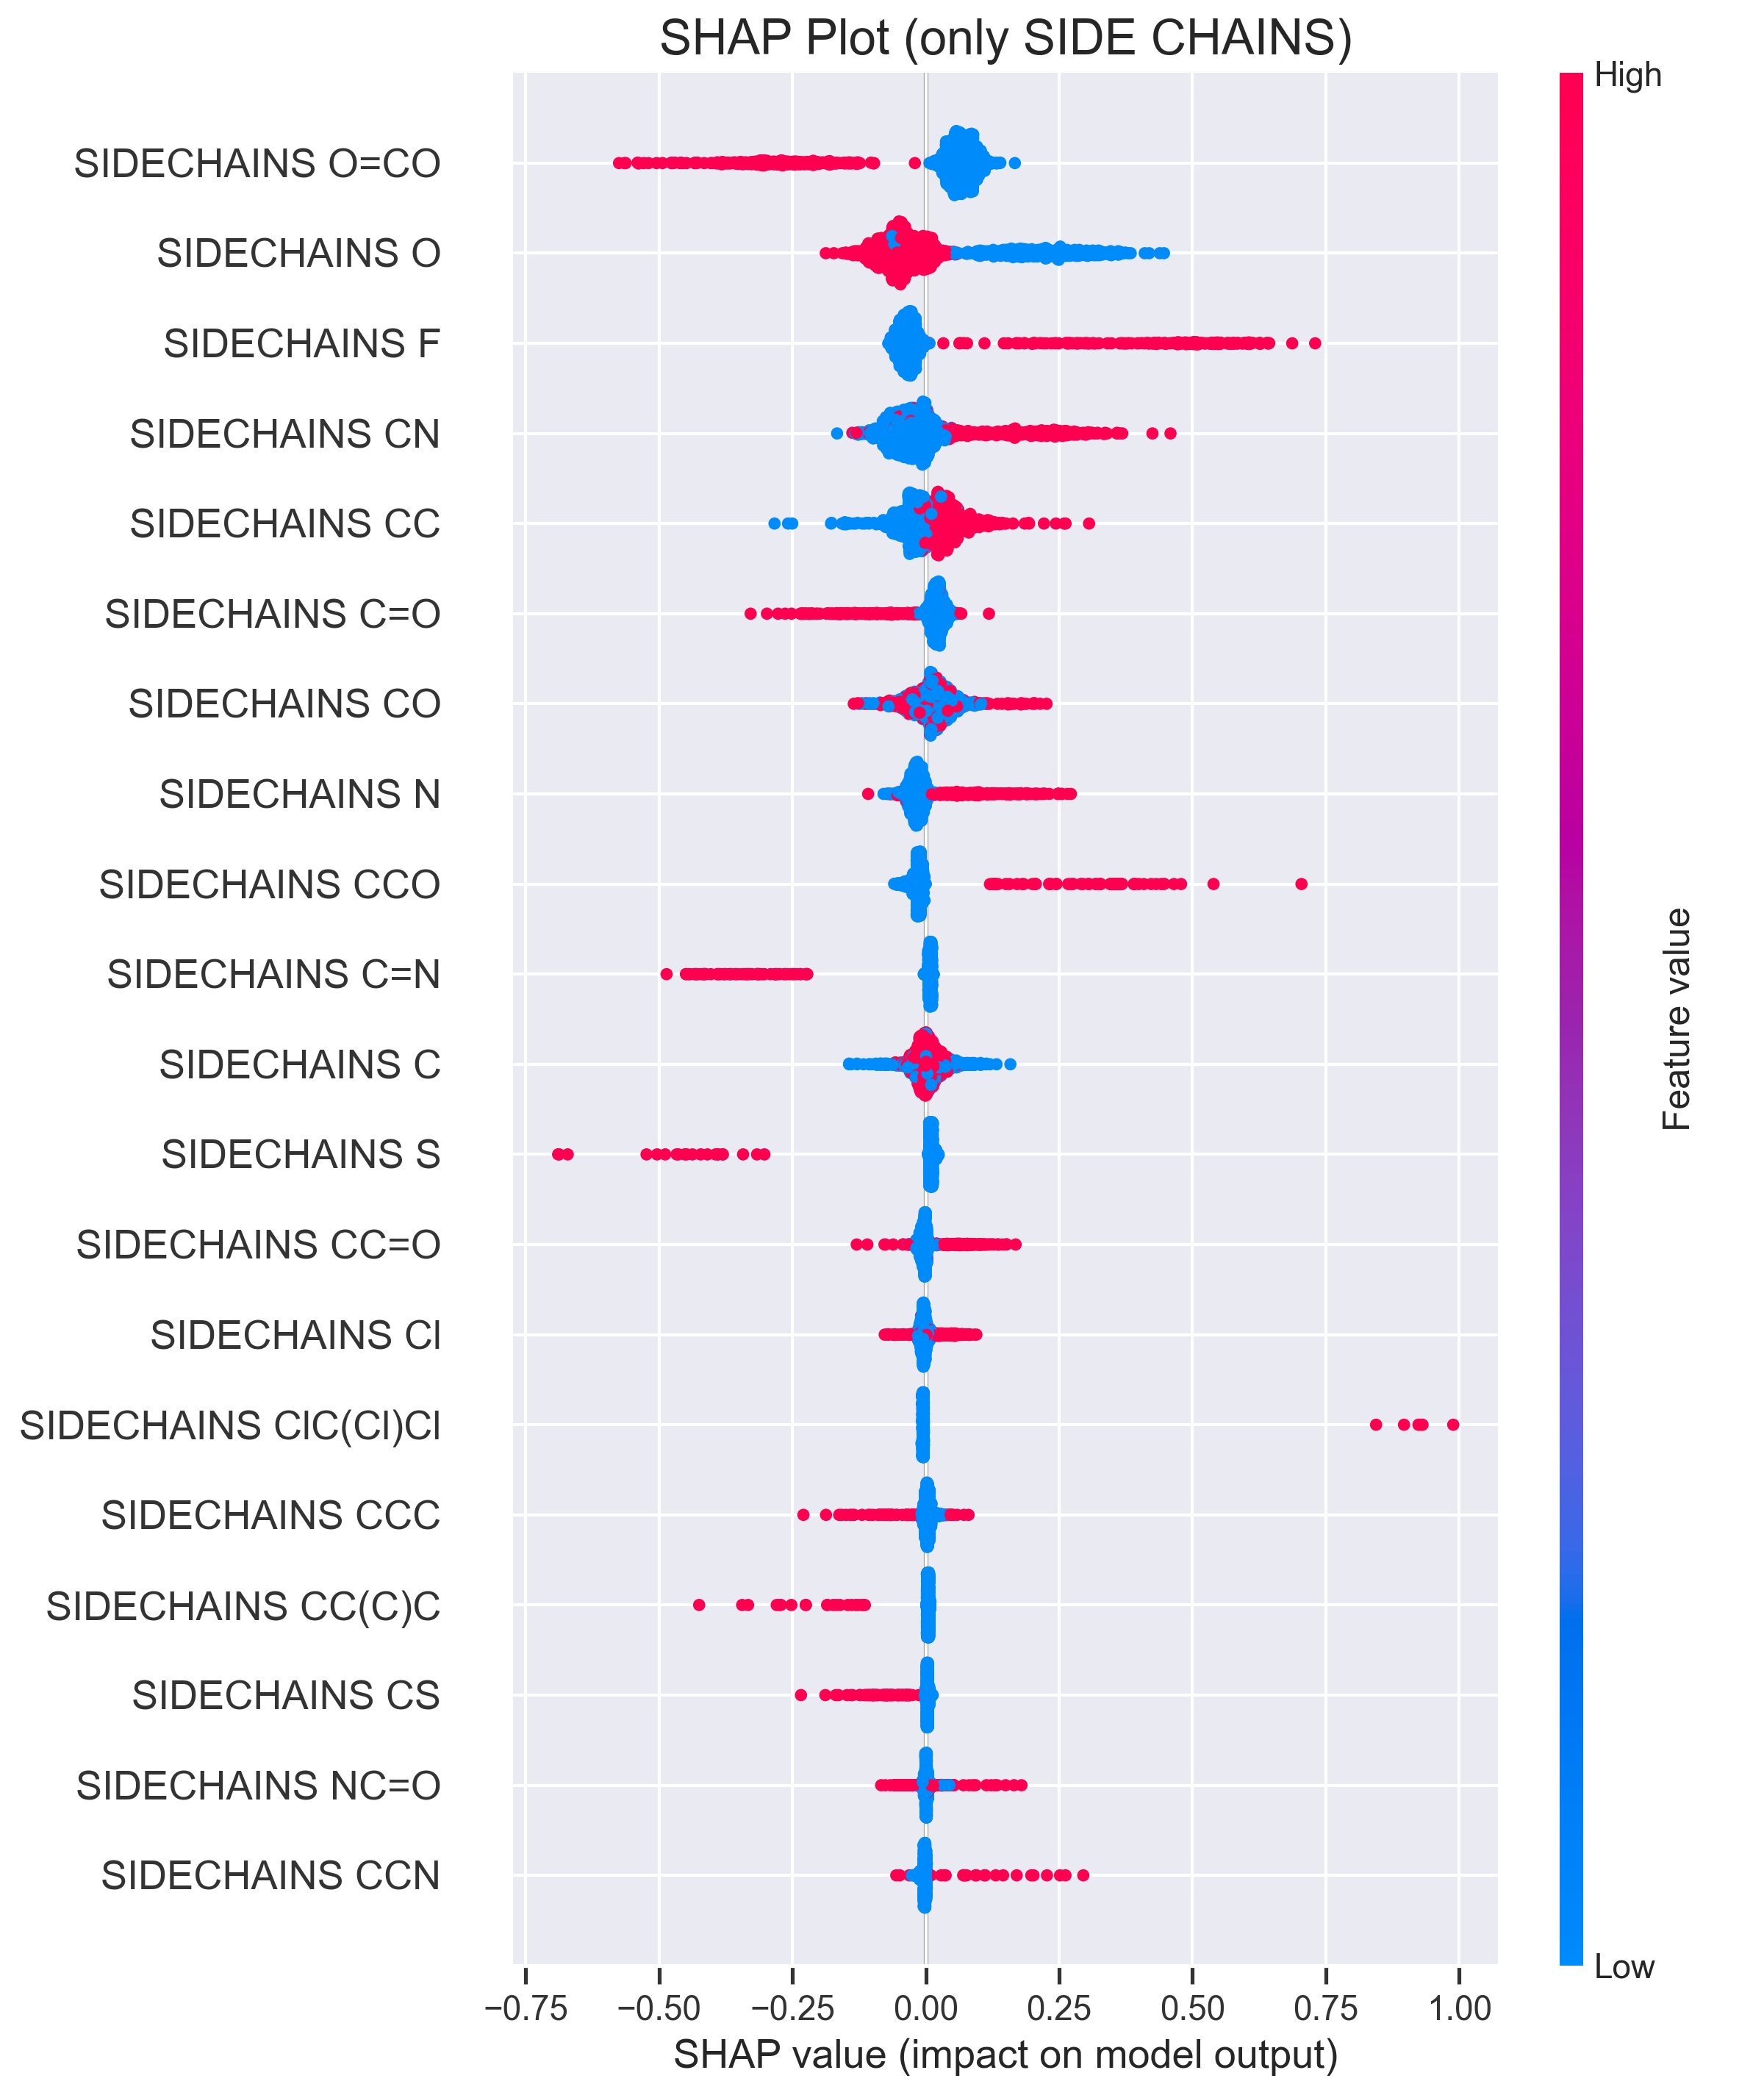 SHAP Plot (only SIDE CHAINS)
High
SIDECHAINS O=CO
SIDECHAINS O
SIDECHAINS F
SIDECHAINS CN
SIDECHAINS CC
SIDECHAINS C=O
SIDECHAINS CO
SIDECHAINS N
SIDECHAINS CCO
SIDECHAINS C=N
SIDECHAINS C
SIDECHAINS S
SIDECHAINS CC=O
SIDECHAINS Cl
SIDECHAINS ClC(Cl)Cl
SIDECHAINS CCC
SIDECHAINS CC(C)C
SIDECHAINS CS
SIDECHAINS NC=O
SIDECHAINS CCN
Feature value
Low
−0.75 −0.50 −0.25 0.00 0.25 0.50 0.75 1.00
SHAP value (impact on model output)